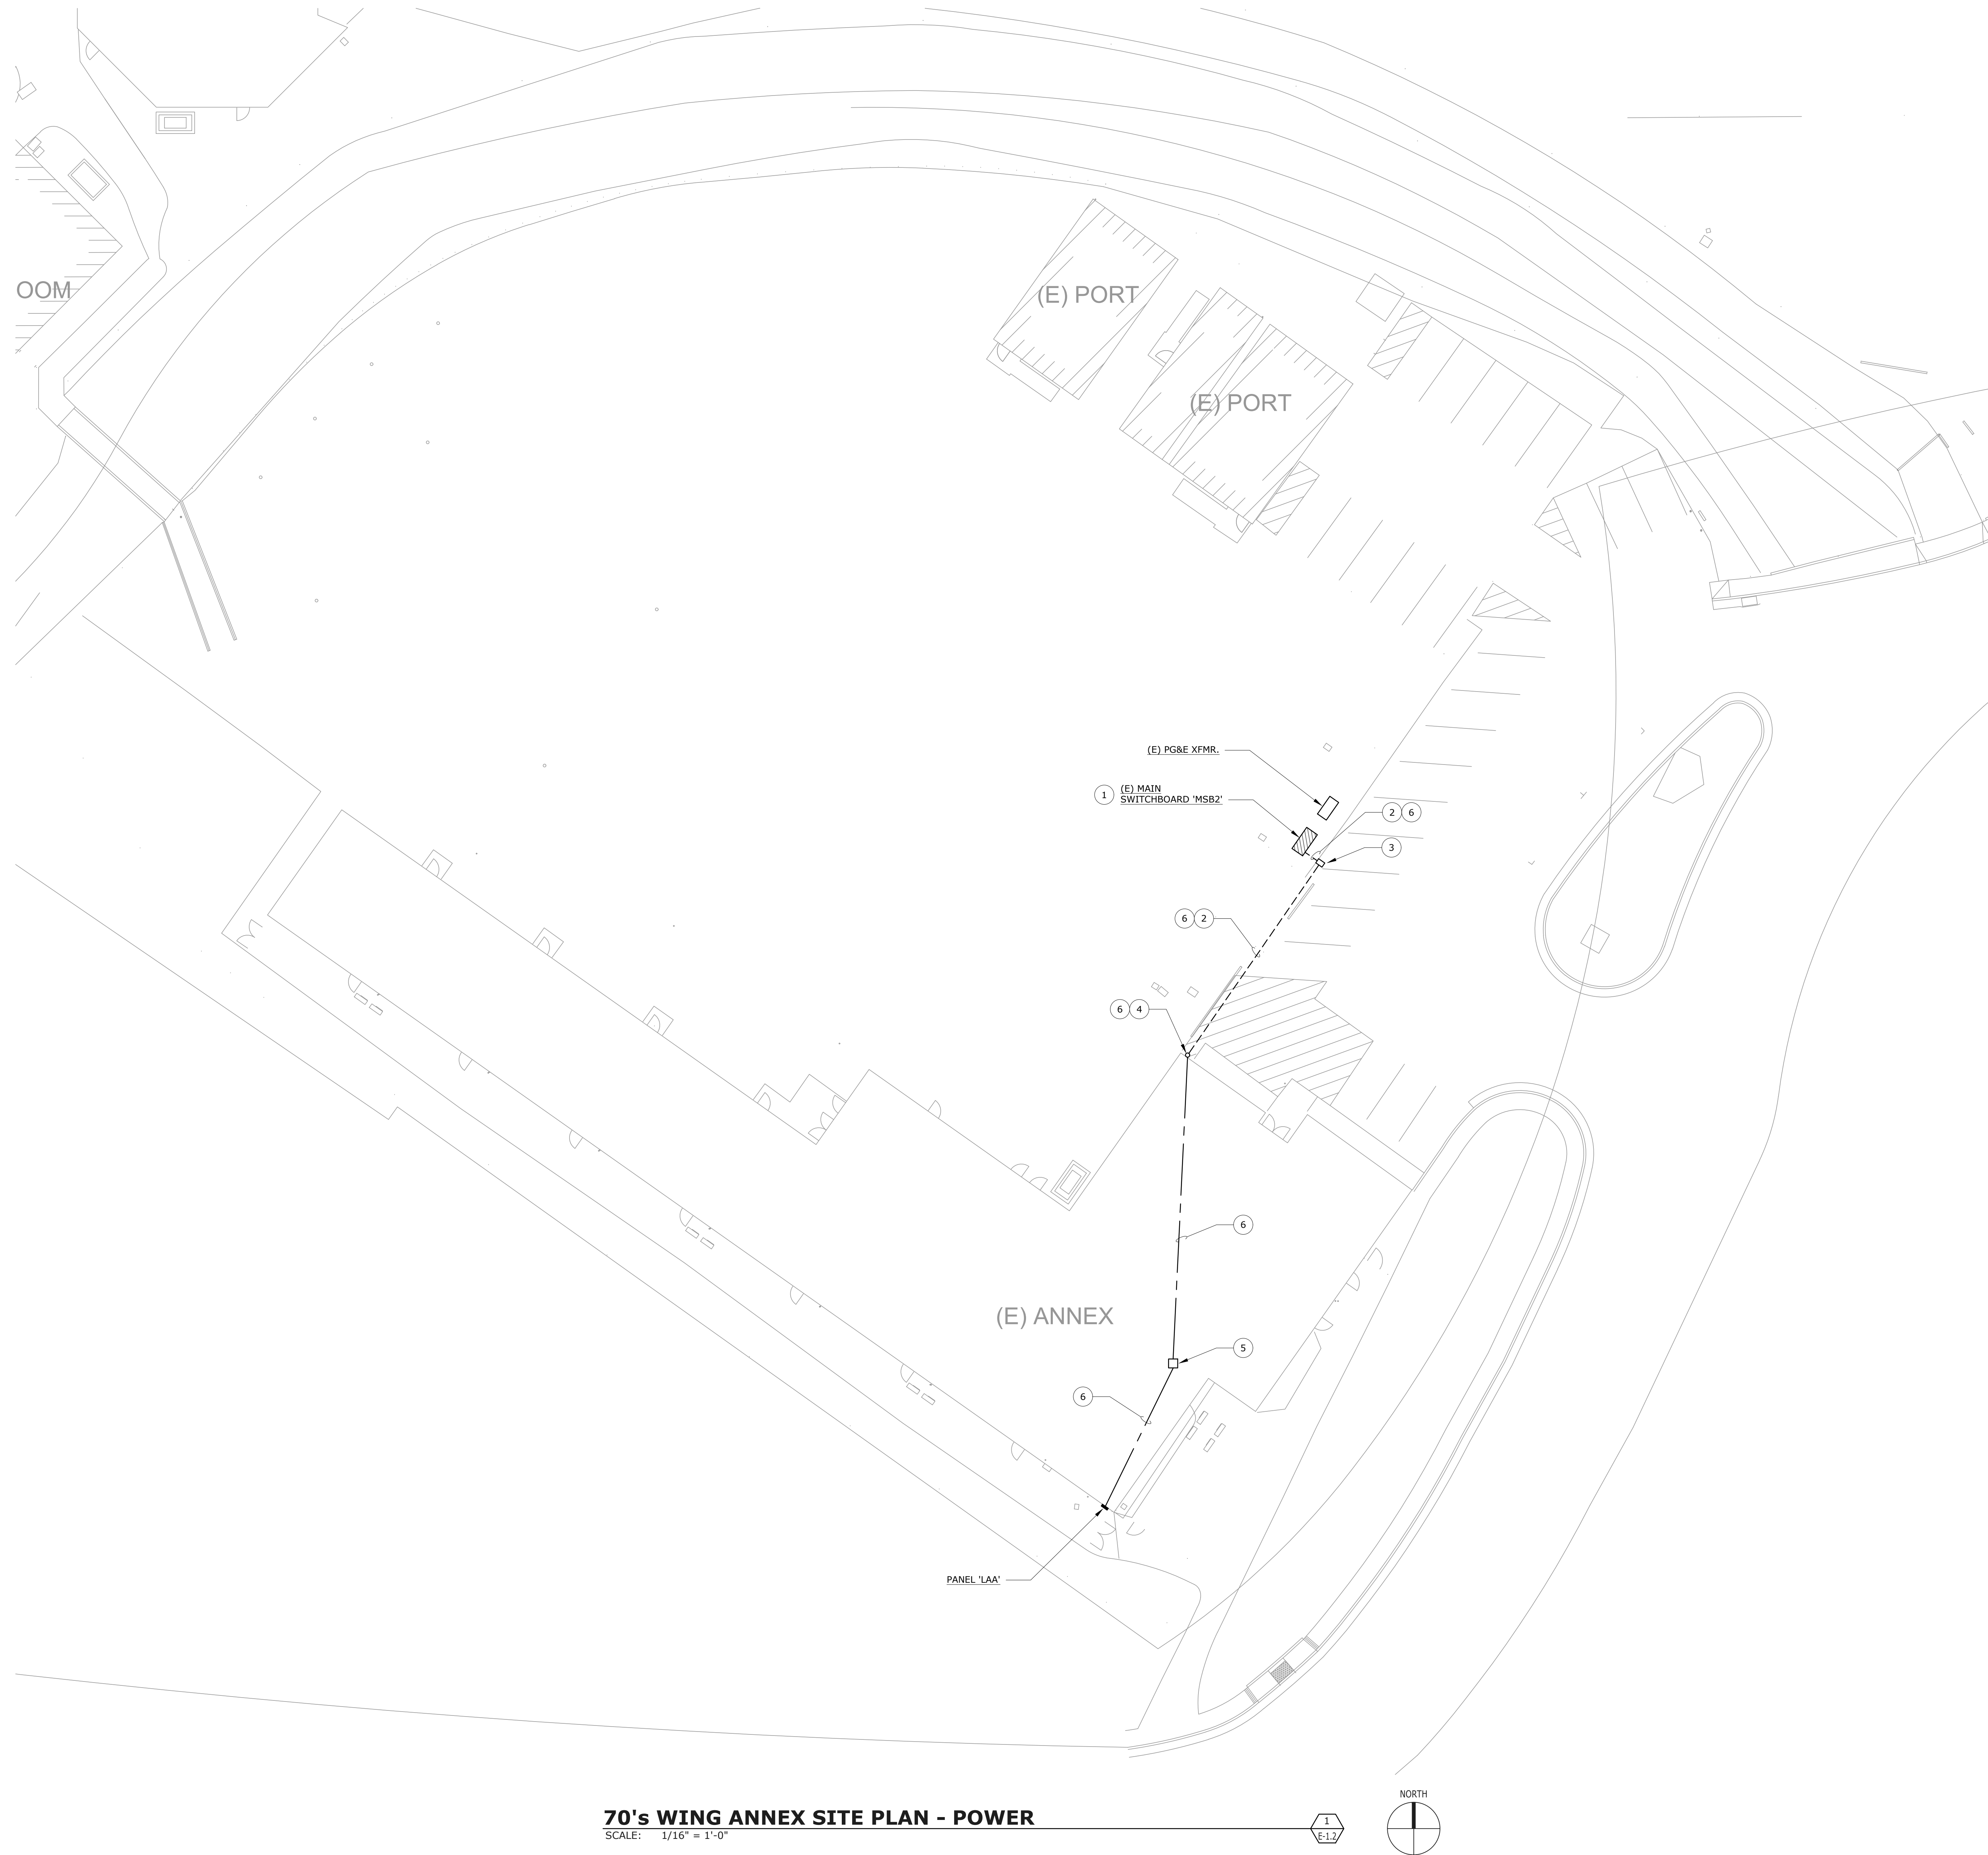 OOM
(E) PORT
(E) PORT
(E) PG&E XFMR.
1 (E) MAIN
SWITCHBOARD 'MSB2'
2 6
3
6 2
6 4
6
(E) ANNEX
5
6
PANEL 'LAA'
NORTH
70's WING ANNEX SITE PLAN - POWER
SCALE: 1/16" = 1'-0"
1
E-1.2